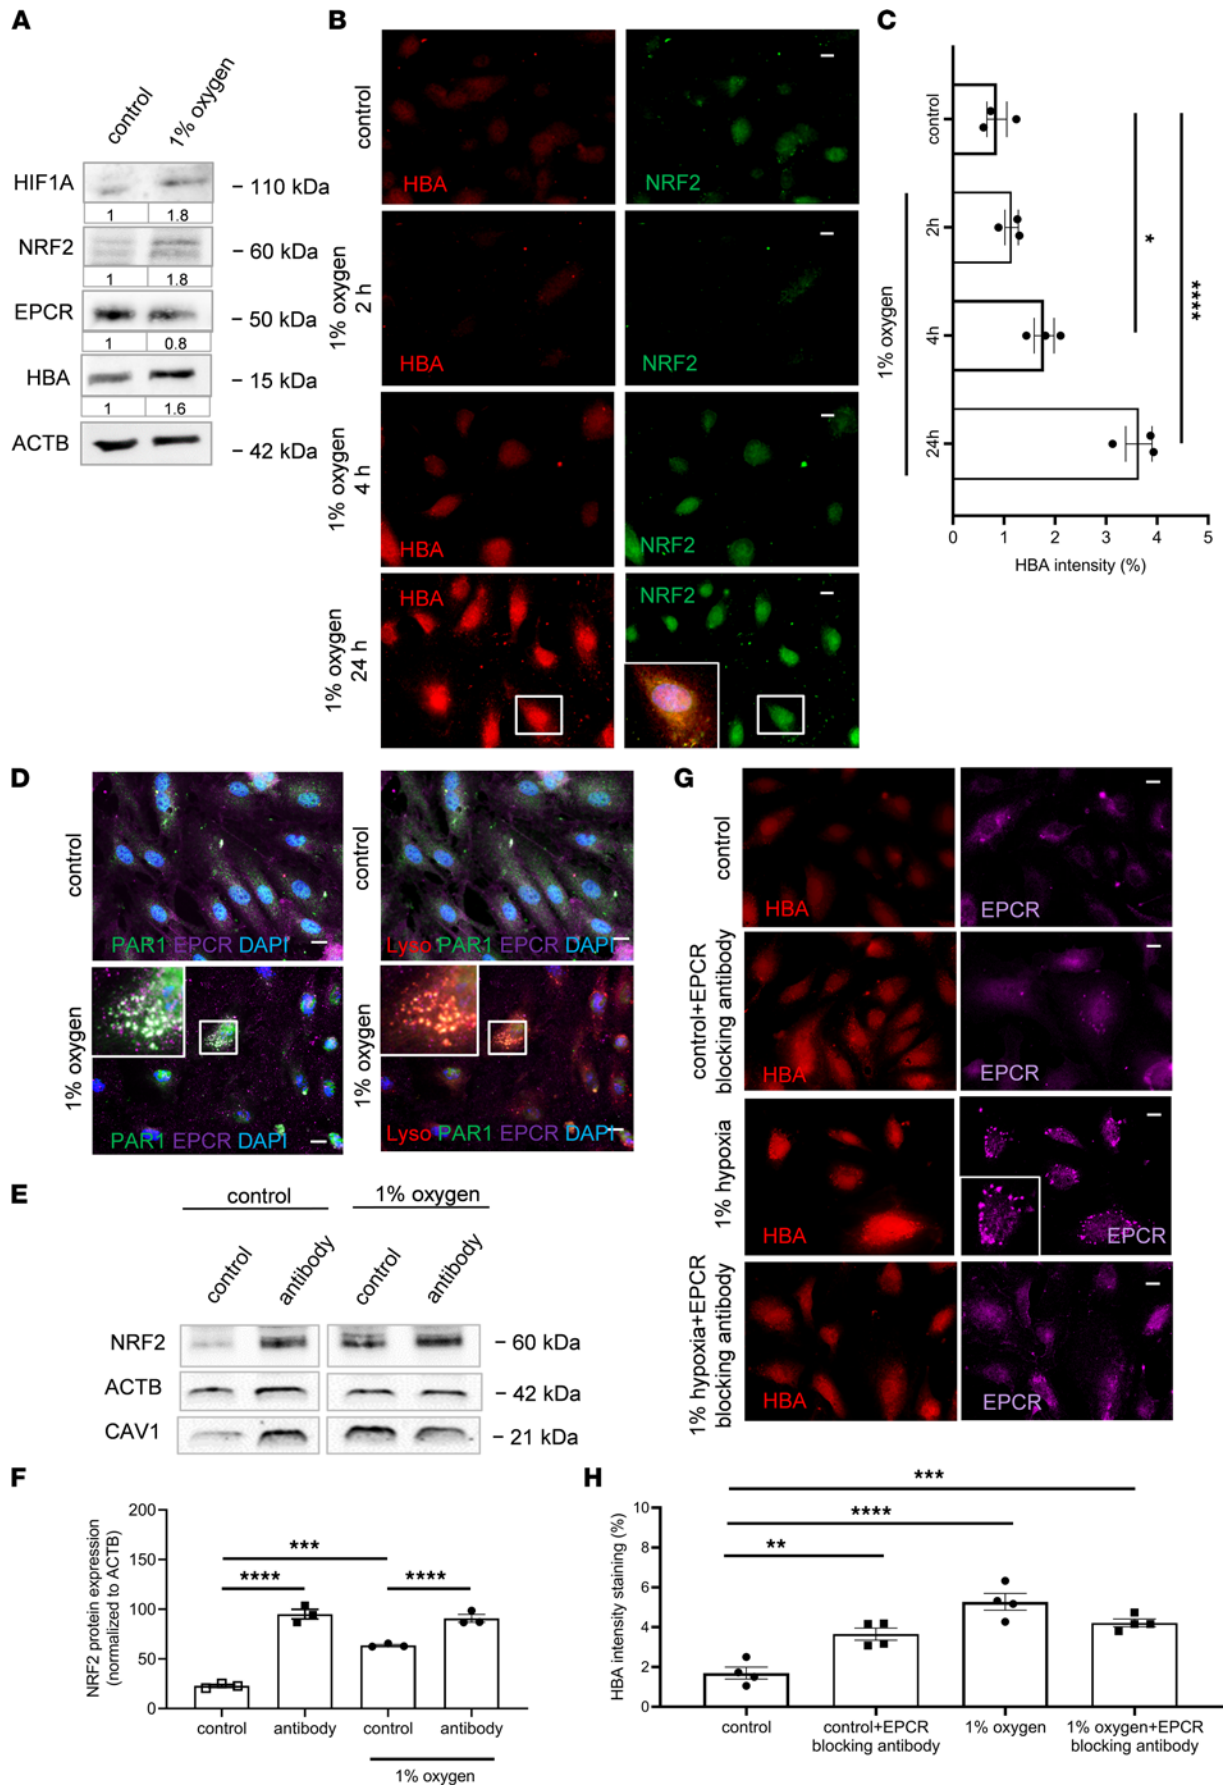 A
control
1% oxygen
HIF1A
– 110 kDa
1
1.8
NRF2
– 60 kDa
1
1.8
EPCR
– 50 kDa
1
0.8
HBA
– 15 kDa
1
1.6
ACTB
– 42 kDa
B
control
HBA
NRF2
1% oxygen
2 h
HBA
NRF2
1% oxygen
4 h
HBA
NRF2
1% oxygen
24 h
HBA
NRF2
C
control
2h
4h
24h
1% oxygen
*
****
0
1
2
3
4
5
HBA intensity (%)
D
control
PAR1 EPCR DAPI
control
Lyso PAR1 EPCR DAPI
1% oxygen
PAR1 EPCR DAPI
1% oxygen
Lyso PAR1 EPCR DAPI
E
control
1% oxygen
control
antibody
control
antibody
NRF2
– 60 kDa
ACTB
– 42 kDa
CAV1
– 21 kDa
F
NRF2 protein expression
(normalized to ACTB)
200
150
100
50
0
***
****
****
control
antibody
control
antibody
1% oxygen
G
control
HBA
EPCR
control+EPCR
blocking antibody
HBA
EPCR
1% hypoxia
HBA
EPCR
1% hypoxia+EPCR
blocking antibody
HBA
EPCR
H
HBA intensity staining (%)
10
8
6
4
2
0
***
****
**
control
control+EPCR
blocking antibody
1% oxygen
1% oxygen+EPCR
blocking antibody